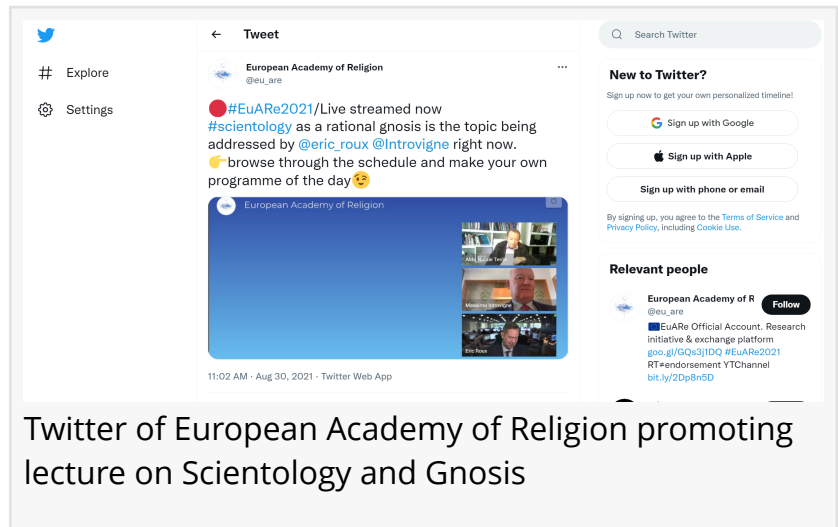 Explore
Settings
← Tweet
European Academy of Religion
@eu_are
#EuARe2021/Live streamed now
#scientology as a rational gnosis is the topic being
addressed by @eric_roux @Introvigne right now.
browse through the schedule and make your own
programme of the day
European Academy of Religion
Massimo Introvigne
Eric Roux
11:02 AM · Aug 30, 2021 · Twitter Web App
Search Twitter
New to Twitter?
Sign up now to get your own personalized timeline!
Sign up with Google
Sign up with Apple
Sign up with phone or email
By signing up, you agree to the Terms of Service and
Privacy Policy, including Cookie Use.
Relevant people
European Academy of R
Follow
@eu_are
EuARe Official Account. Research
initiative & exchange platform
goo.gl/GQs3j1DQ #EuARe2021
RT≠endorsement YTChannel
bit.ly/2Dp8n5D
Twitter of European Academy of Religion promoting
lecture on Scientology and Gnosis